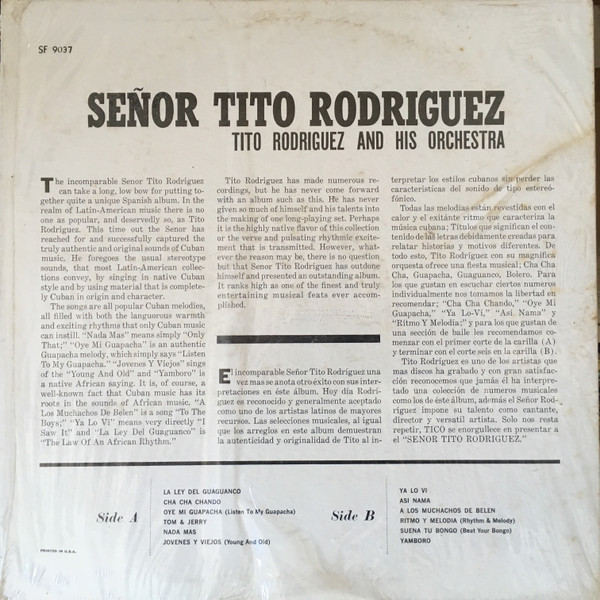 SF 9037
SEÑOR TITO RODRIGUEZ
TITO RODRIGUEZ AND HIS ORCHESTRA
The incomparable Senor Tito Rodriguez
can take a long, low bow for putting to-
gether quite a unique Spanish album. In the
realm of Latin-American music there is no
one as popular, and deservedly so, as Tito
Rodriguez. This time out the Senor has
reached for and successfully captured the
truly authentic and original sounds of Cuban
music. He foregoes the usual stereotype
sounds, that most Latin-American collec-
tions convey, by singing in native Cuban
style and by using material that is complete-
ly Cuban in origin and character.
The songs are all popular Cuban melodies,
all filled with both the languorous warmth
and exciting rhythms that only Cuban music
can instill. "Nada Mas" means simply "Only
That;" "Oye Mi Guapacha" is an authentic
Guapacha melody, which simply says "Listen
To My Guapacha." "Jovenes Y Viejos" sings
of the "Young And Old" and "Yamboro" is
a native African saying. It is, of course, a
well-known fact that Cuban music has its
roots in the sounds of African music. "A
Los Muchachos De Belen" is a song "To The
Boys;" "Ya Lo Vi" means very directly "I
Saw It" and "La Ley Del Guaguanco" is
"The Law Of An African Rhythm."
Tito Rodriguez has made numerous re-
cordings, but he has never come forward
with an album such as this. He has never
given so much of himself and his talents into
the making of one long-playing set. Perhaps
it is the highly native flavor of this collection
or the verve and pulsating rhythmic excite-
ment that is transmitted. However, what-
ever the reason may be, there is no question
but that Senor Tito Rodriguez has outdone
himself and presented an outstanding album.
It ranks high as one of the finest and truly
entertaining musical feats ever accom-
plished.
El incomparable Señor Tito Rodriguez una
vez mas se anota otro éxito con sus inter-
pretaciones en éste álbum. Hoy dia Rodri-
guez es reconocido y generalmente aceptado
como uno de los artistas latinos de mayores
recursos. Las selecciones musicales, al igual
que los arreglos en este album demuestran
la autenticidad y originalidad de Tito al in-
terpretar los estilos cubanos sin perder las
caracteristicas del sonido de tipo estereó-
fónico.
Todas las melodias están revestidas con el
calor y el exitánte ritmo que caracteriza la
música cubana; Titulos que significan el con-
tenido de las letras debidamente creadas para
relatar historias y motivos diferentes. De
todo esto, Tito Rodriguez con su magnifica
orquesta ofrece una fiesta musical; Cha Cha
Cha, Guapacha, Guaguanco, Bolero. Para
los que gustan en escuchar ciertos numeros
individualmente nos tomamos la libertad en
recomendar; "Cha Cha Chando," "Oye Mi
Guapacha," "Ya Lo-Ví," "Asi Nama" y
"Ritmo Y Melodia;" y para los que gustan de
una sección de baile les recomendamos co-
menzar con el primer corte de la carilla (A)
y terminar con el corte seis en la carilla (B).
Tito Rodriguez es uno de los artistas que
mas discos ha grabado y con gran satisfac-
ción reconocemos que jamás él ha interpre-
tado una colección de numeros musicales
como los de éste álbum, además el Señor Rod-
riguez impone su talento como cantante,
director y versatil artista. Solo nos resta
repetir, TICO se enorgullece en presentar a
el "SENOR TITO RODRIGUEZ."
Side A
LA LEY DEL GUAGUANCO
CHA CHA CHANDO
OYE MI GUAPACHA (Listen To My Guapacha)
TOM & JERRY
NADA MAS
JOVENES Y VIEJOS (Young And Old)
Side B
YA LO VI
ASI NAMA
A LOS MUCHACHOS DE BELEN
RITMO Y MELODIA (Rhythm & Melody)
SUENA TU BONGO (Beat Your Bongo)
YAMBORO
PRINTED IN U.S.A.